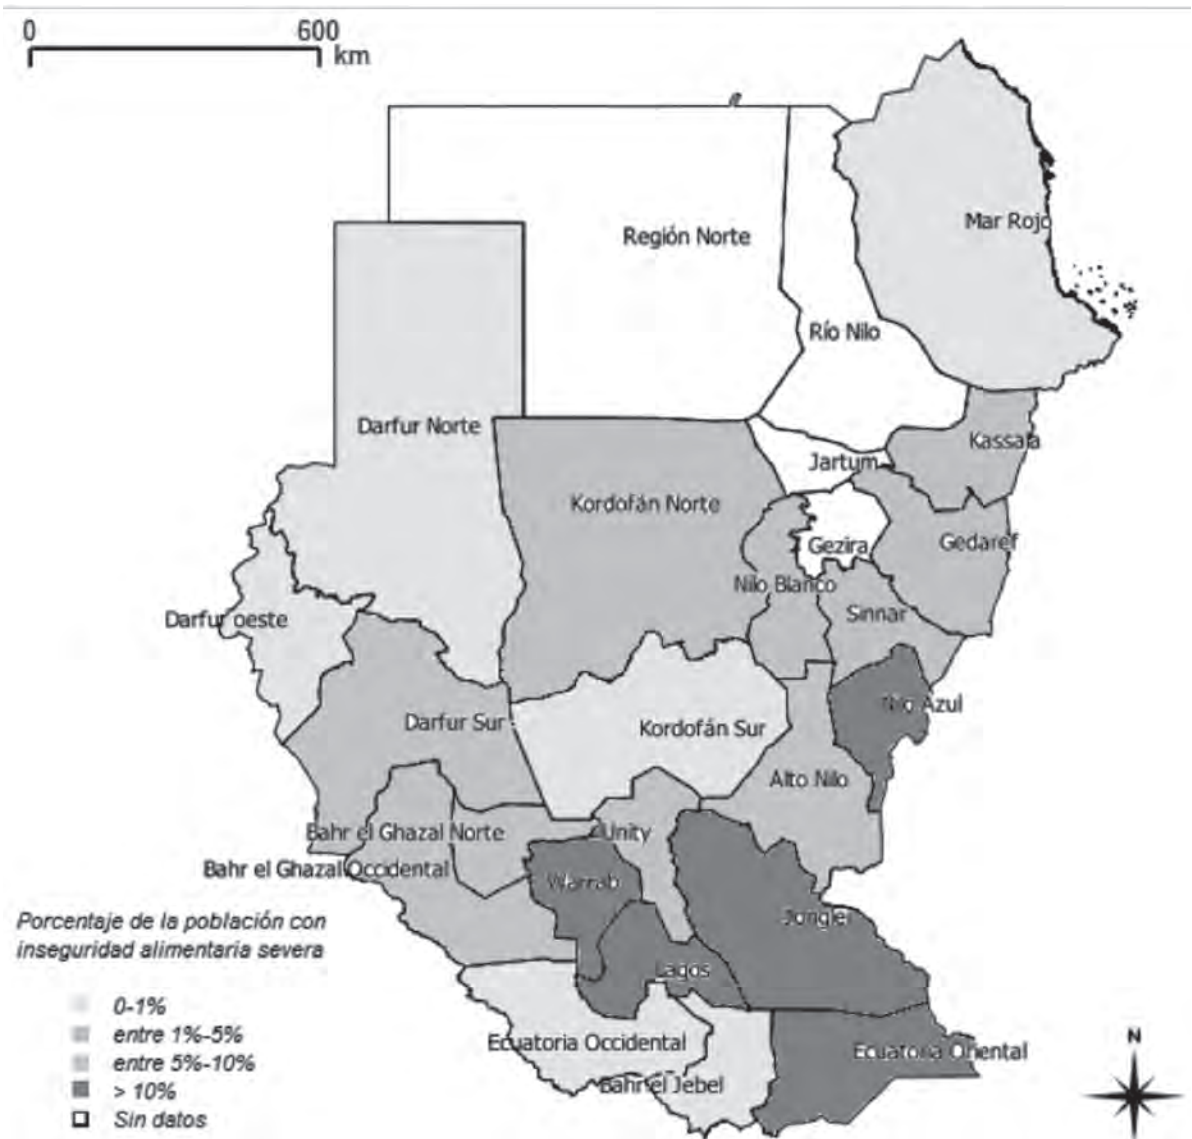 0 600
km
Mar Rojo
Región Norte
Río Nilo
Darfur Norte
Kassala
Jartum
Kordofán Norte
Gedaref
Gezira
Nilo Blanco
Sinnar
Darfur oeste
Nilo Azul
Darfur Sur
Kordofán Sur
Alto Nilo
Bahr el Ghazal Norte
Unity
Bahr el Ghazal Occidental
Warrab
Jonglei
Lagos
Ecuatoria Occidental
Ecuatoria Oriental
Bahr el Jebel
Porcentaje de la población con
inseguridad alimentaria severa
0-1%
entre 1%-5%
entre 5%-10%
> 10%
Sin datos
N